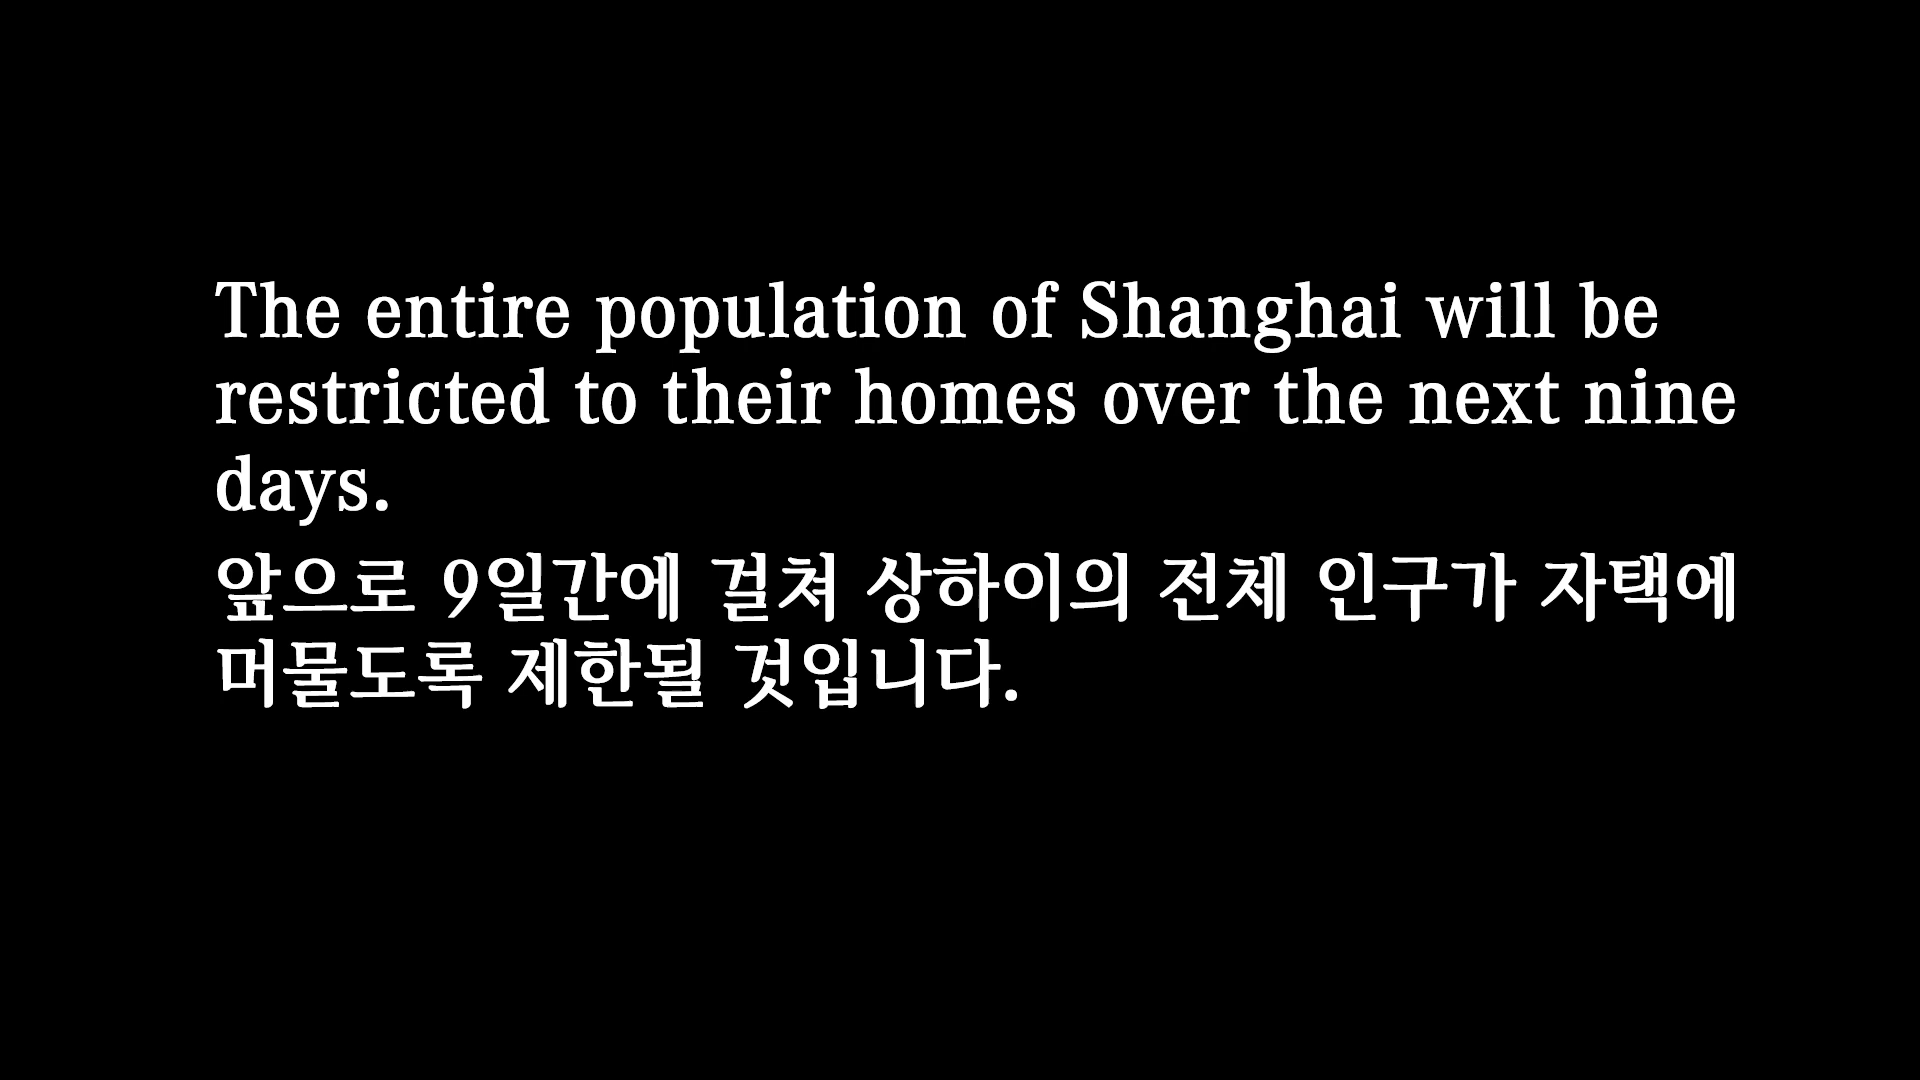 The entire population of Shanghai will be
restricted to their homes over the next nine
days.
앞으로 9일간에 걸쳐 상하이의 전체 인구가 자택에
머물도록 제한될 것입니다.